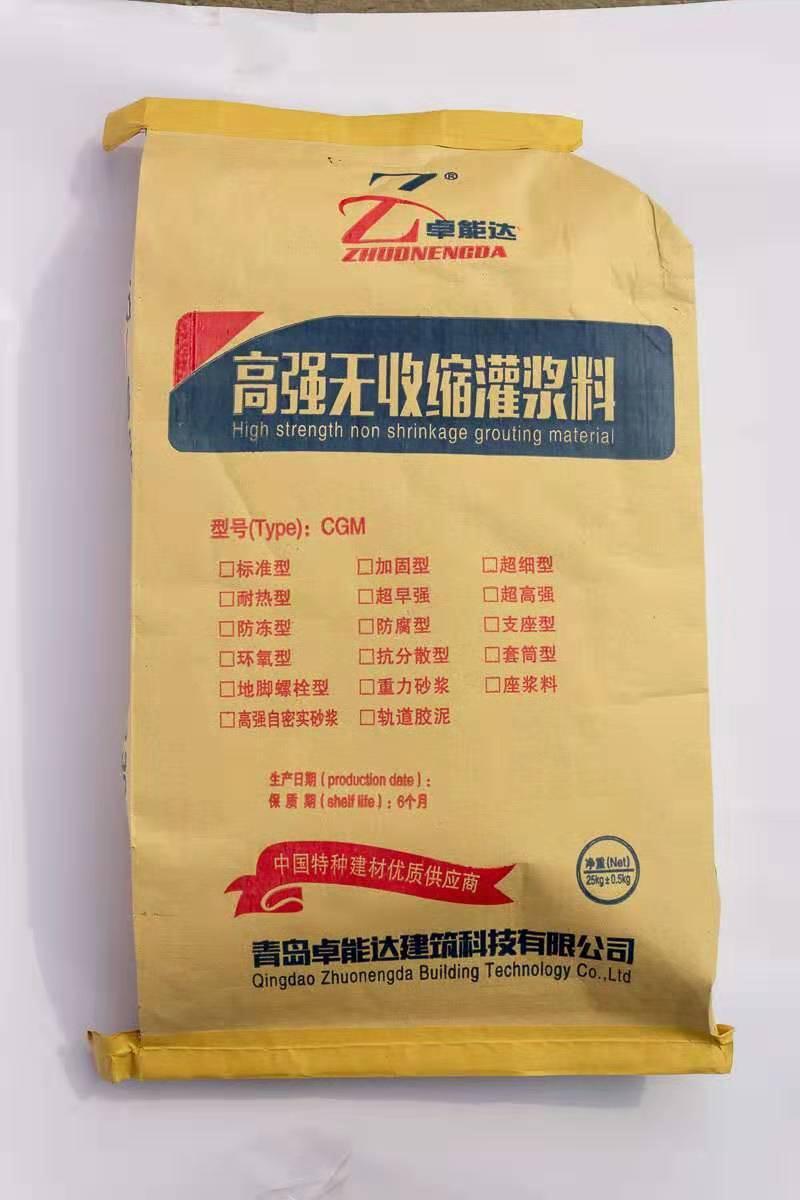 Z®
卓能达
ZHUONENGDA
高强无收缩灌浆料
High strength non shrinkage grouting material
型号(Type)：CGM
□标准型 □加固型 □超细型
□耐热型 □超早强 □超高强
□防冻型 □防腐型 □支座型
□环氧型 □抗分散型 □套筒型
□地脚螺栓型 □重力砂浆 □座浆料
□高强自密实砂浆 □轨道胶泥
生产日期(production date)：
保质期(shelf life)：6个月
中国特种建材优质供应商
净重(Net)
25kg±0.5kg
青岛卓能达建筑科技有限公司
Qingdao Zhuonengda Building Technology Co.,Ltd